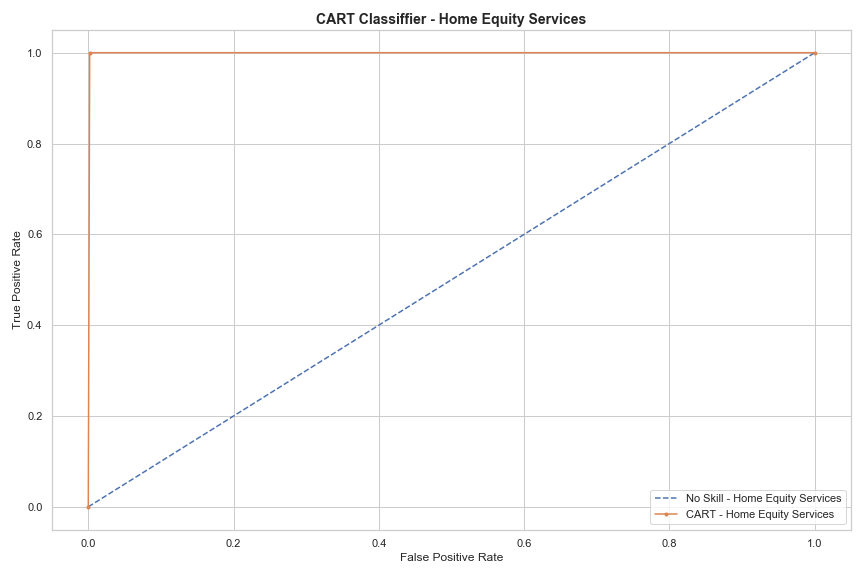 CART Classiffier - Home Equity Services
True Positive Rate
1.0
0.8
0.6
0.4
0.2
0.0
0.0 0.2 0.4 0.6 0.8 1.0
False Positive Rate
No Skill - Home Equity Services
CART - Home Equity Services